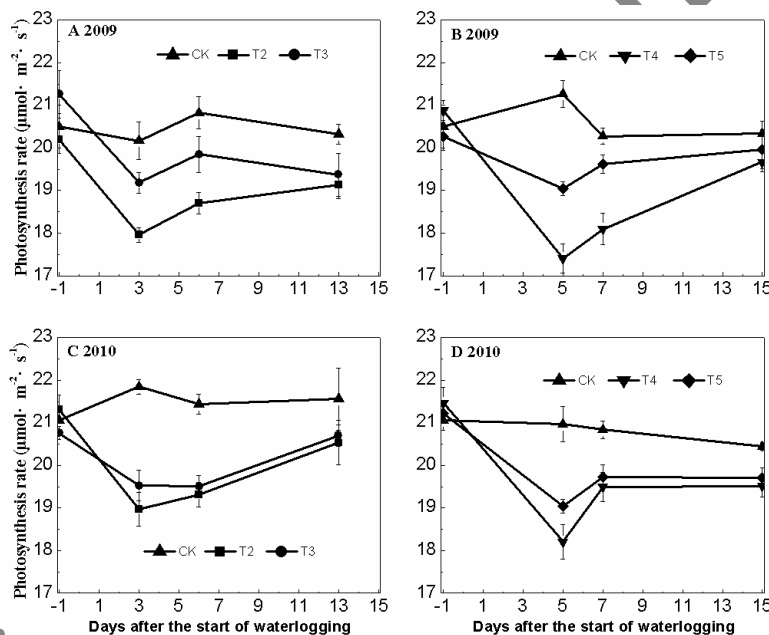 A 2009
CK T2 T3
23
22
21
20
19
18
17
-1 1 3 5 7 9 11 13 15
Photosynthesis rate (μmol· m⁻²· s⁻¹)
B 2009
CK T4 T5
23
22
21
20
19
18
17
-1 1 3 5 7 9 11 13 15
C 2010
CK T2 T3
23
22
21
20
19
18
17
-1 1 3 5 7 9 11 13 15
Photosynthesis rate (μmol· m⁻²· s⁻¹)
Days after the start of waterlogging
D 2010
CK T4 T5
23
22
21
20
19
18
17
-1 1 3 5 7 9 11 13 15
Days after the start of waterlogging